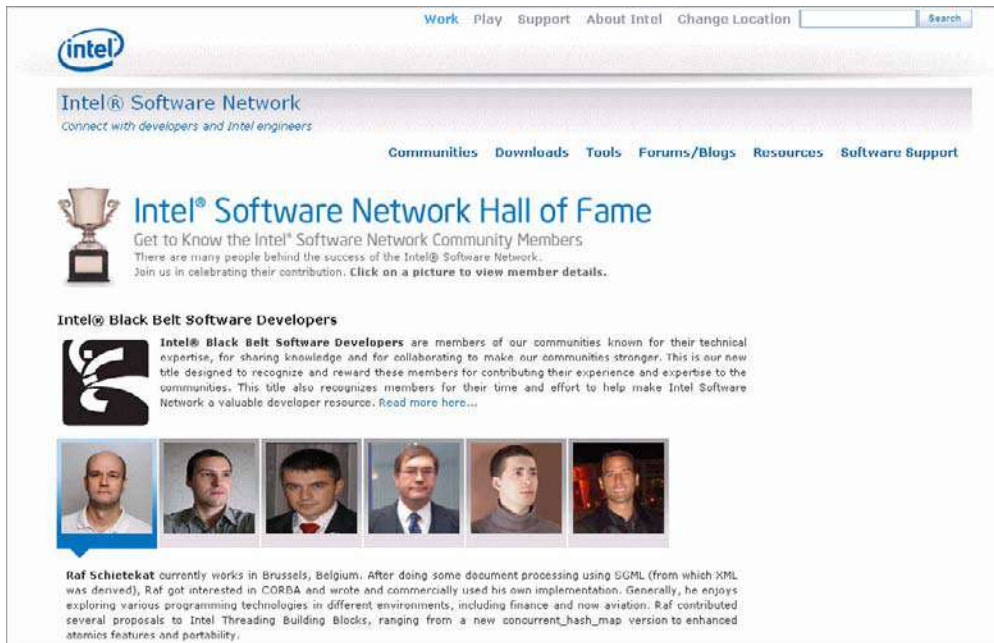 Work Play Support About Intel Change Location Search
intel
Intel® Software Network
Connect with developers and Intel engineers
Communities Downloads Tools Forums/Blogs Resources Software Support
Intel® Software Network Hall of Fame
Get to Know the Intel® Software Network Community Members
There are many people behind the success of the Intel® Software Network.
Join us in celebrating their contribution. Click on a picture to view member details.
Intel® Black Belt Software Developers
Intel® Black Belt Software Developers are members of our communities known for their technical
expertise, for sharing knowledge and for collaborating to make our communities stronger. This is our new
title designed to recognize and reward these members for contributing their experience and expertise to the
communities. This title also recognizes members for their time and effort to help make Intel Software
Network a valuable developer resource. Read more here...
Raf Schietekat currently works in Brussels, Belgium. After doing some document processing using SGML (from which XML
was derived), Raf got interested in CORBA and wrote and commercially used his own implementation. Generally, he enjoys
exploring various programming technologies in different environments, including finance and now aviation. Raf contributed
several proposals to Intel Threading Building Blocks, ranging from a new concurrent_hash_map version to enhanced
atomics features and portability.